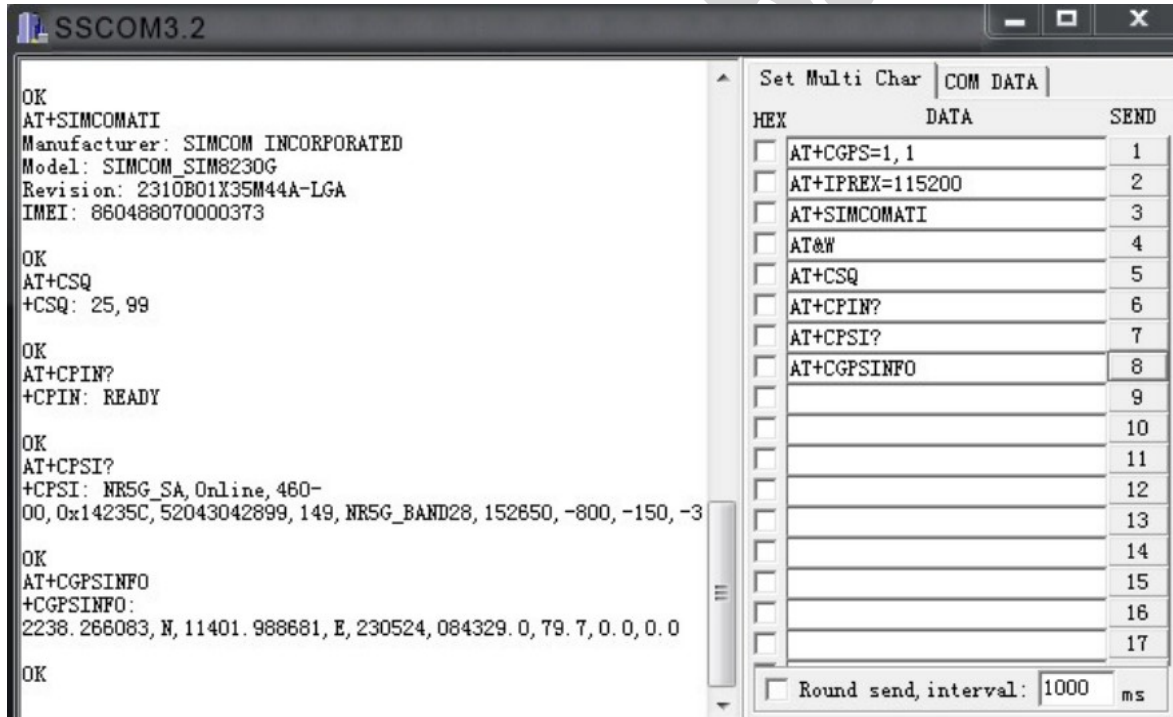 SSCOM3.2
OK
AT+SIMCOMATI
Manufacturer: SIMCOM INCORPORATED
Model: SIMCOM_SIM8230G
Revision: 2310B01X35M44A-LGA
IMEI: 860488070000373
OK
AT+CSQ
+CSQ: 25,99
OK
AT+CPIN?
+CPIN: READY
OK
AT+CPSI?
+CPSI: NR5G_SA,Online,460-
00,0x14235C,52043042899,149,NR5G_BAND28,152650,-800,-150,-3
OK
AT+CGPSINFO
+CGPSINFO:
2238.266083,N,11401.988681,E,230524,084329.0,79.7,0.0,0.0
OK
Set Multi Char COM DATA
HEX DATA SEND
AT+CGPS=1,1 1
AT+IPREX=115200 2
AT+SIMCOMATI 3
AT&W 4
AT+CSQ 5
AT+CPIN? 6
AT+CPSI? 7
AT+CGPSINFO 8
9
10
11
12
13
14
15
16
17
Round send,interval: 1000 ms